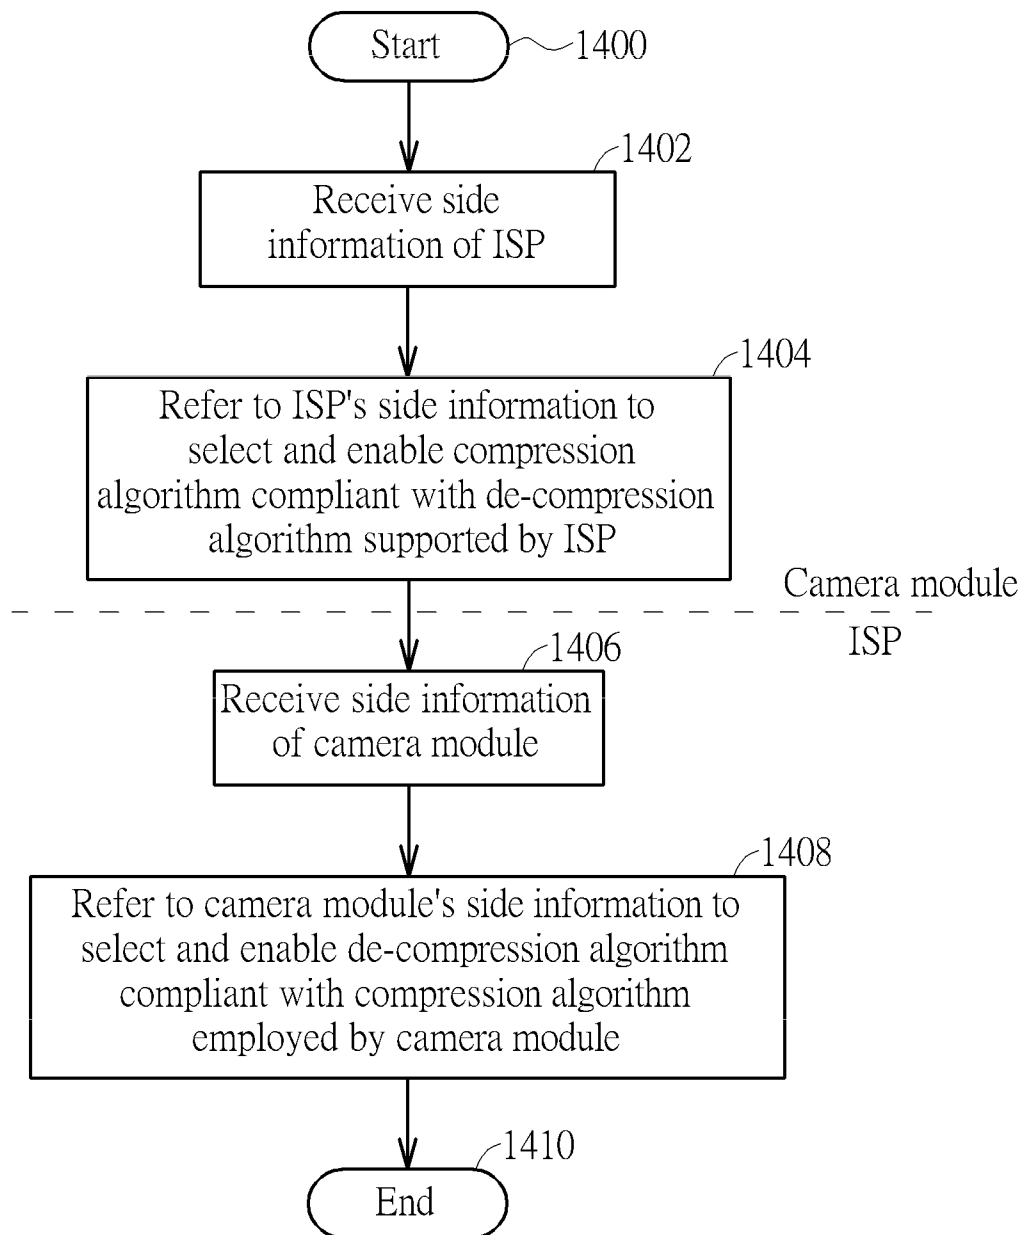 Start
1400
1402
Receive side
information of ISP
1404
Refer to ISP's side information to
select and enable compression
algorithm compliant with de-compression
algorithm supported by ISP
Camera module
ISP
1406
Receive side information
of camera module
1408
Refer to camera module's side information to
select and enable de-compression algorithm
compliant with compression algorithm
employed by camera module
1410
End